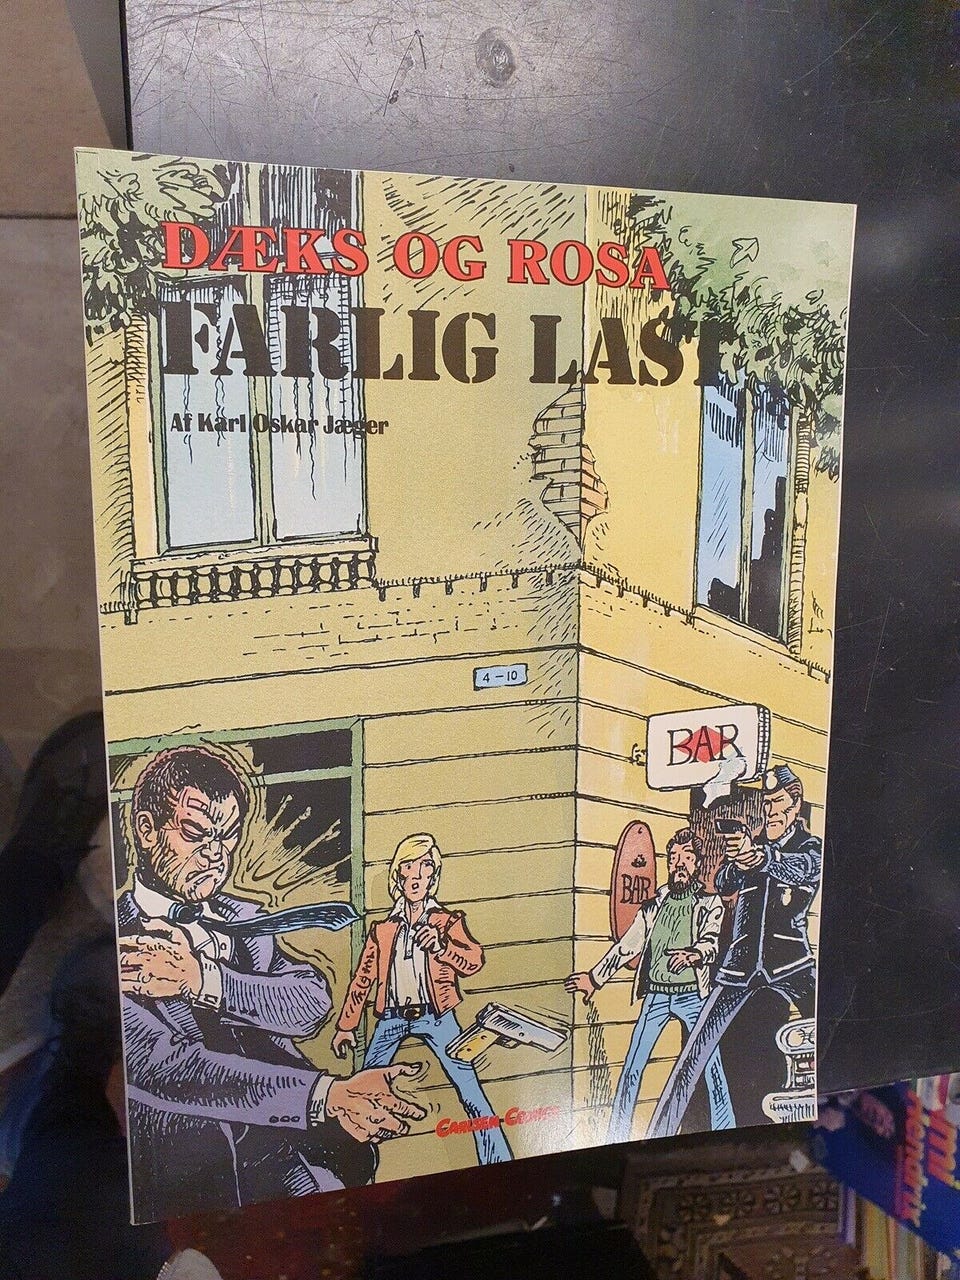 DÆKS OG ROSA
FARLIG LAST
Af Karl Oskar Jæger
4-10
BAR
BAR
CARLSEN-COMICS